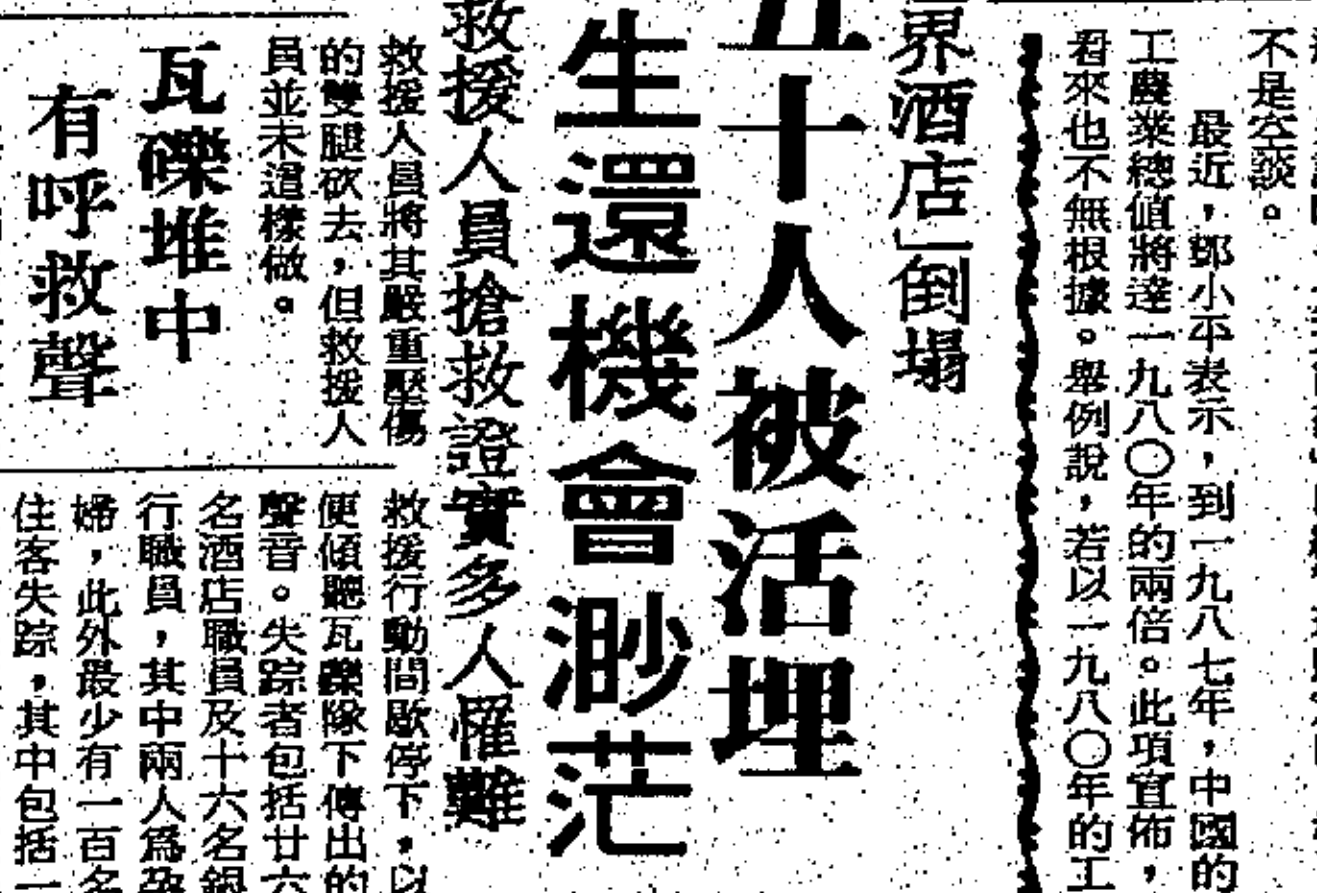 不是空談。
最近，鄧小平表示，到一九八七年，中國的
工農業總值將達一九八〇年的兩倍。此項宣佈，
看來也不無根據。舉例說，若以一九八〇年的工
界酒店」倒塌
五十人被活埋
生還機會渺茫
救援人員搶救證實多人罹難
救援人員將其嚴重壓傷
的雙腿砍去，但救援人
員並未這樣做。
瓦礫堆中
有呼救聲
救援行動間歇停下，以
便傾聽瓦礫隊下傳出的
聲音。失踪者包括廿六
名酒店職員及十六名銀
行職員，其中兩人爲孕
婦，此外最少有一百名
住客失踪，其中包括一